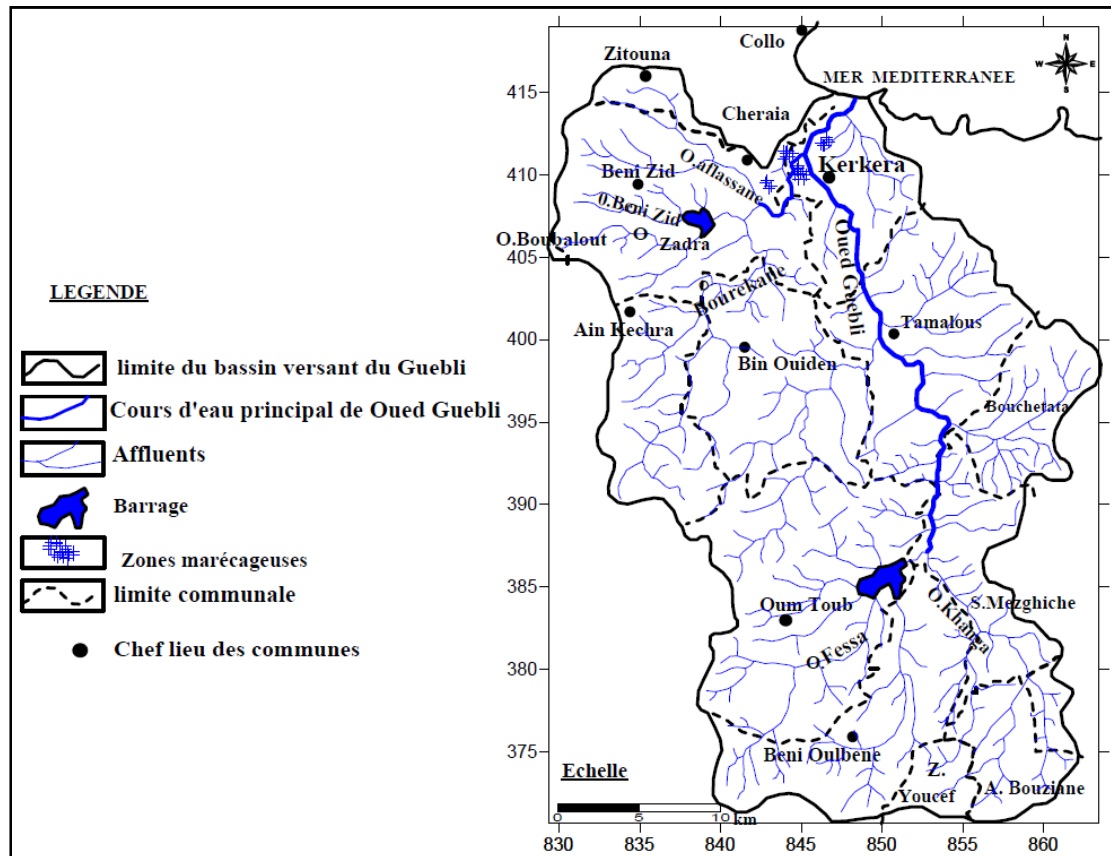 LEGENDE
limite du bassin versant du Guebli
Cours d'eau principal de Oued Guebli
Affluents
Barrage
Zones marécageuses
limite communale
Chef lieu des communes
Collo
N
W E
S
Zitouna
MER MEDITERRANEE
415
Cheraia
Kerkera
410
O.aflassane
Beni Zid
0.Beni Zid
Zadra
O.Boubalout
405
Oued Guebli
Bourekane
Ain Kechra
Tamalous
400
Bin Ouiden
Bouchetata
395
390
385
Oum Toub
S.Mezghiche
O.Khanga
O.Fessa
380
375
Beni Oulbene
Z.
Youcef
A. Bouziane
Echelle
0 5 10
km
830 835 840 845 850 855 860